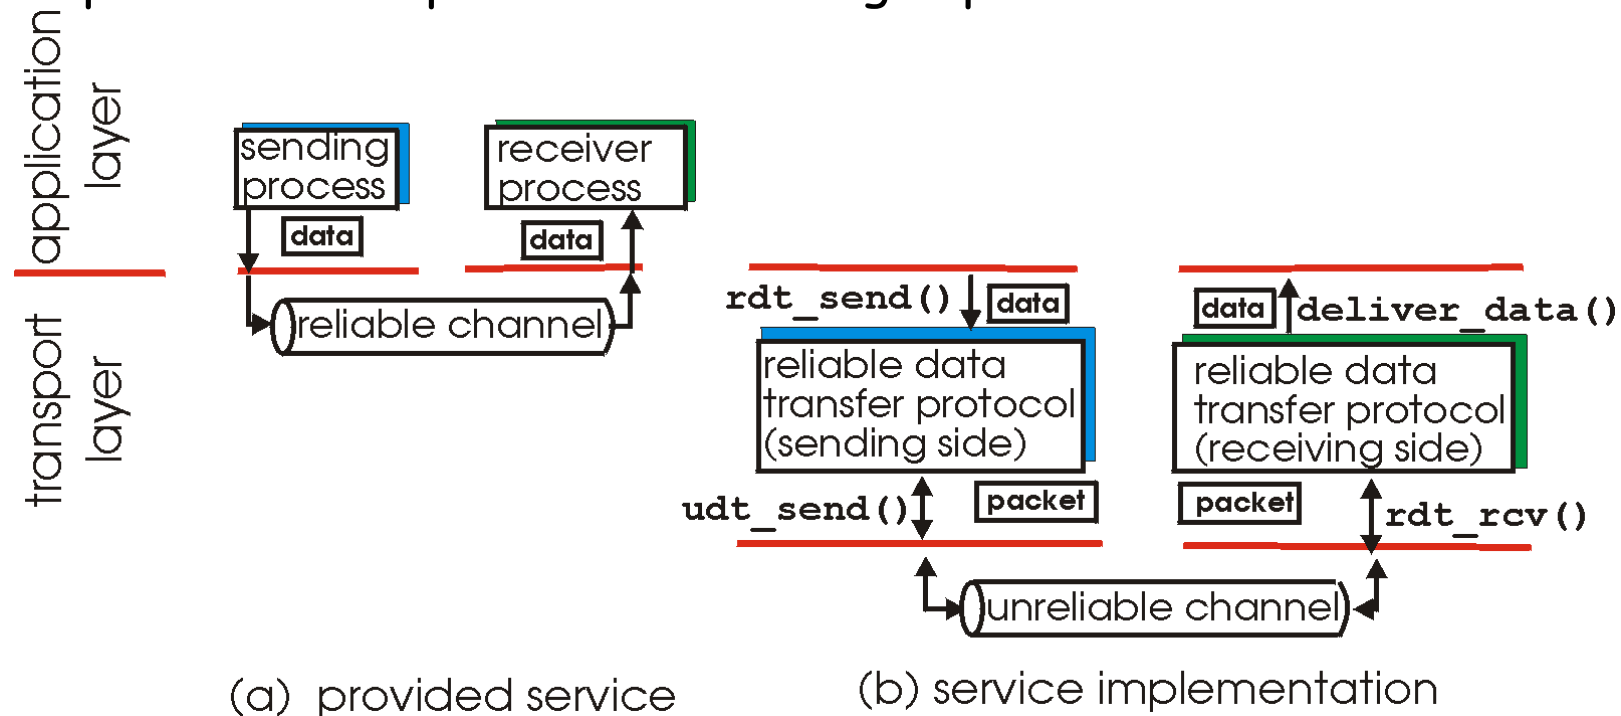 application
layer
transport
layer
sending
process
receiver
process
data
data
reliable channel
rdt_send()
data
data
deliver_data()
reliable data
transfer protocol
(sending side)
reliable data
transfer protocol
(receiving side)
udt_send()
packet
packet
rdt_rcv()
unreliable channel
(a) provided service
(b) service implementation